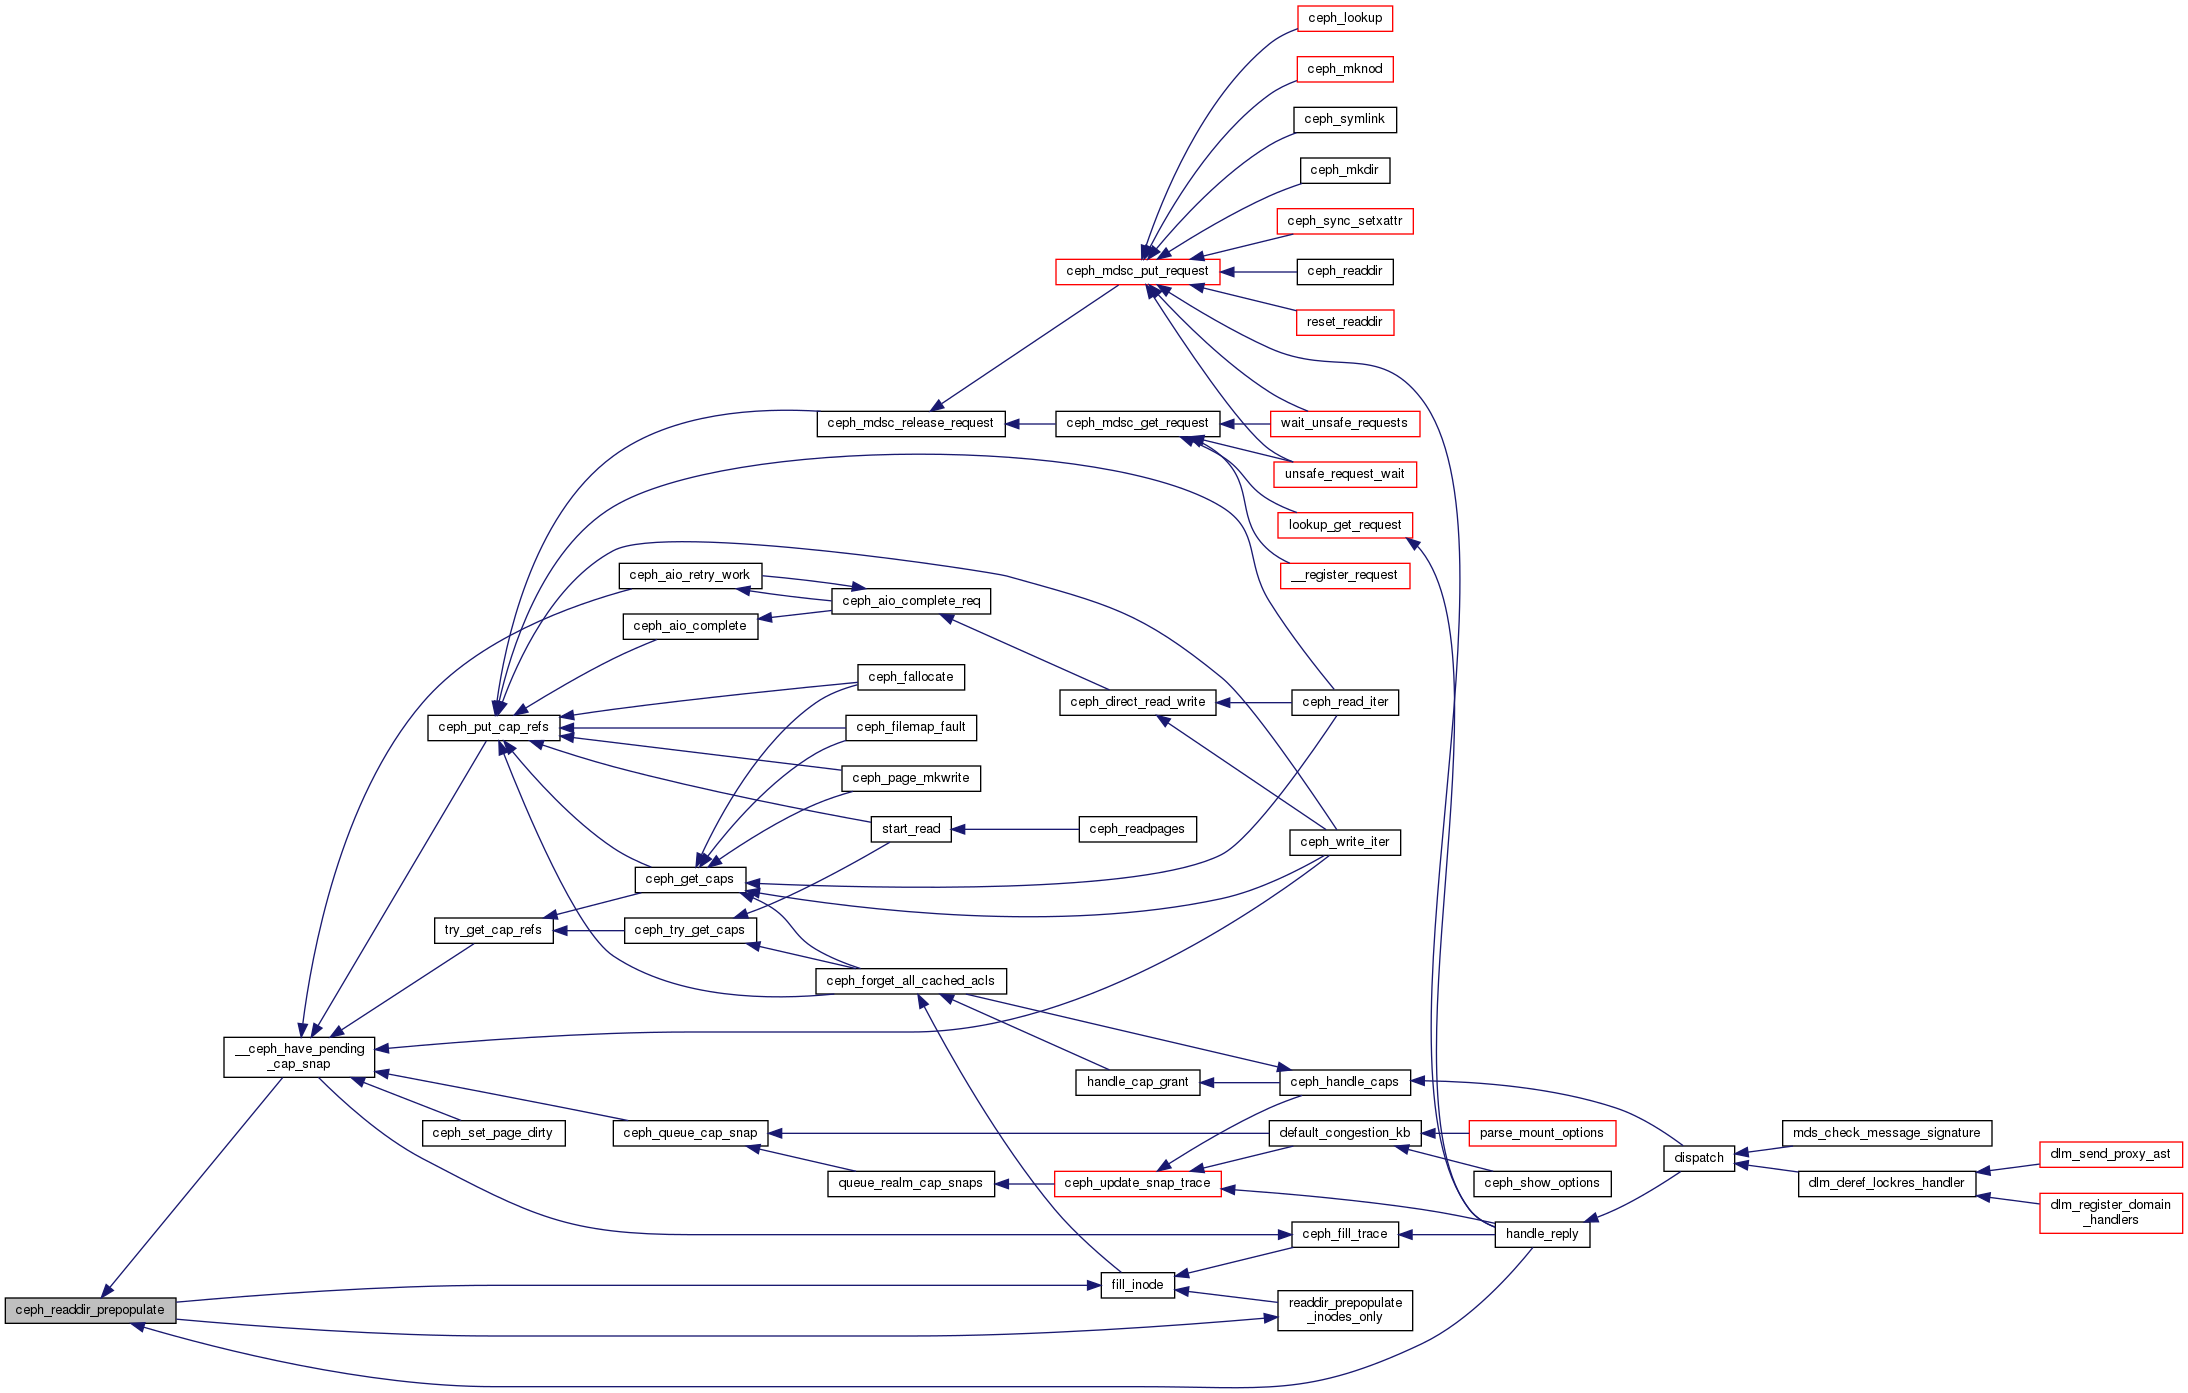 ceph_lookup
ceph_mknod
ceph_symlink
ceph_mkdir
ceph_sync_setxattr
ceph_mdsc_put_request
ceph_readdir
reset_readdir
ceph_mdsc_release_request
ceph_mdsc_get_request
wait_unsafe_requests
unsafe_request_wait
lookup_get_request
__register_request
ceph_aio_retry_work
ceph_aio_complete_req
ceph_aio_complete
ceph_fallocate
ceph_direct_read_write
ceph_read_iter
ceph_put_cap_refs
ceph_filemap_fault
ceph_page_mkwrite
start_read
ceph_readpages
ceph_write_iter
ceph_get_caps
try_get_cap_refs
ceph_try_get_caps
ceph_forget_all_cached_acls
__ceph_have_pending
_cap_snap
handle_cap_grant
ceph_handle_caps
ceph_set_page_dirty
ceph_queue_cap_snap
default_congestion_kb
parse_mount_options
mds_check_message_signature
dispatch
dlm_send_proxy_ast
queue_realm_cap_snaps
ceph_update_snap_trace
ceph_show_options
dlm_deref_lockres_handler
dlm_register_domain
_handlers
ceph_fill_trace
handle_reply
fill_inode
ceph_readdir_prepopulate
readdir_prepopulate
_inodes_only